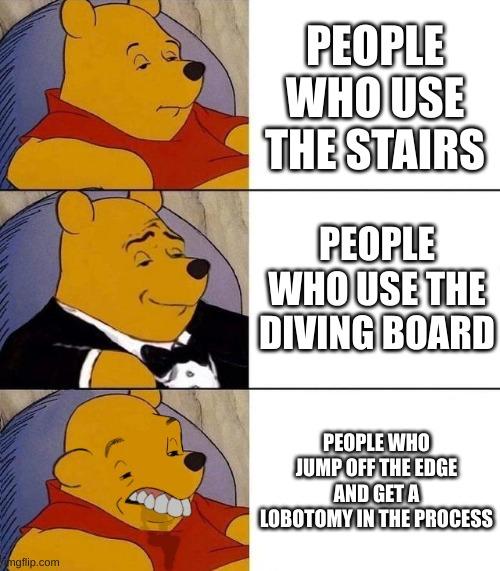 PEOPLE
WHO USE
THE STAIRS
PEOPLE
WHO USE THE
DIVING BOARD
PEOPLE WHO
JUMP OFF THE EDGE
AND GET A
LOBOTOMY IN THE PROCESS
imgflip.com